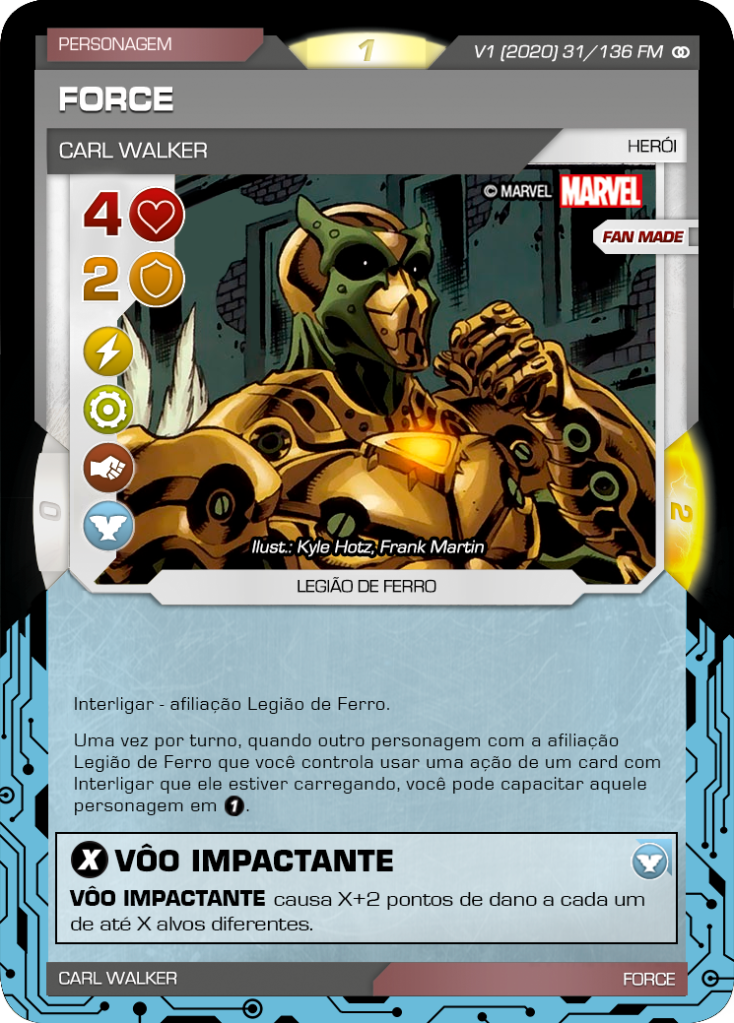 PERSONAGEM
1
V1 (2020) 31/136 FM
FORCE
CARL WALKER
HERÓI
© MARVEL MARVEL
4
FAN MADE
2
0
2
Ilust.: Kyle Hotz, Frank Martin
LEGIÃO DE FERRO
Interligar - afiliação Legião de Ferro.
Uma vez por turno, quando outro personagem com a afiliação
Legião de Ferro que você controla usar uma ação de um card com
Interligar que ele estiver carregando, você pode capacitar aquele
personagem em 1.
X VÔO IMPACTANTE
VÔO IMPACTANTE causa X+2 pontos de dano a cada um
de até X alvos diferentes.
CARL WALKER
FORCE